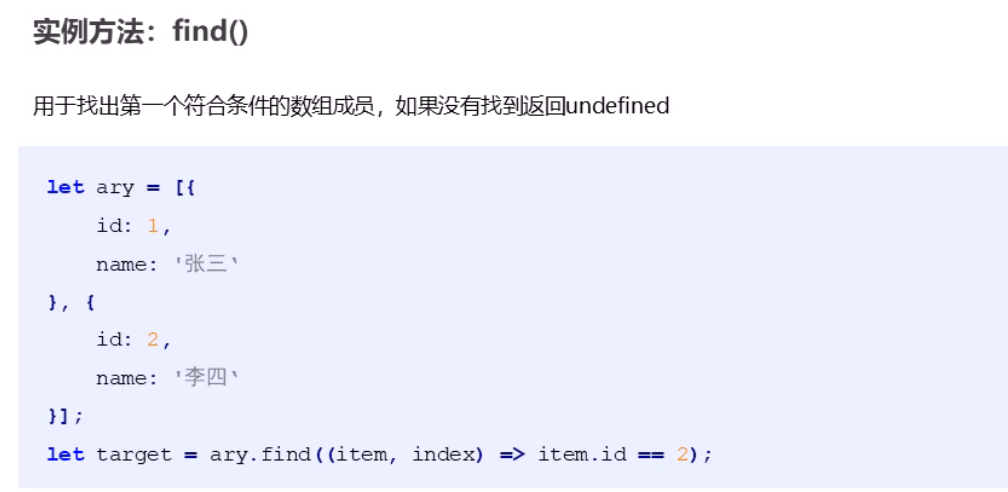 实例方法：find()
用于找出第一个符合条件的数组成员，如果没有找到返回undefined
let ary = [{
    id: 1,
    name: '张三‘
}, {
    id: 2,
    name: '李四‘
}];
let target = ary.find((item, index) => item.id == 2);